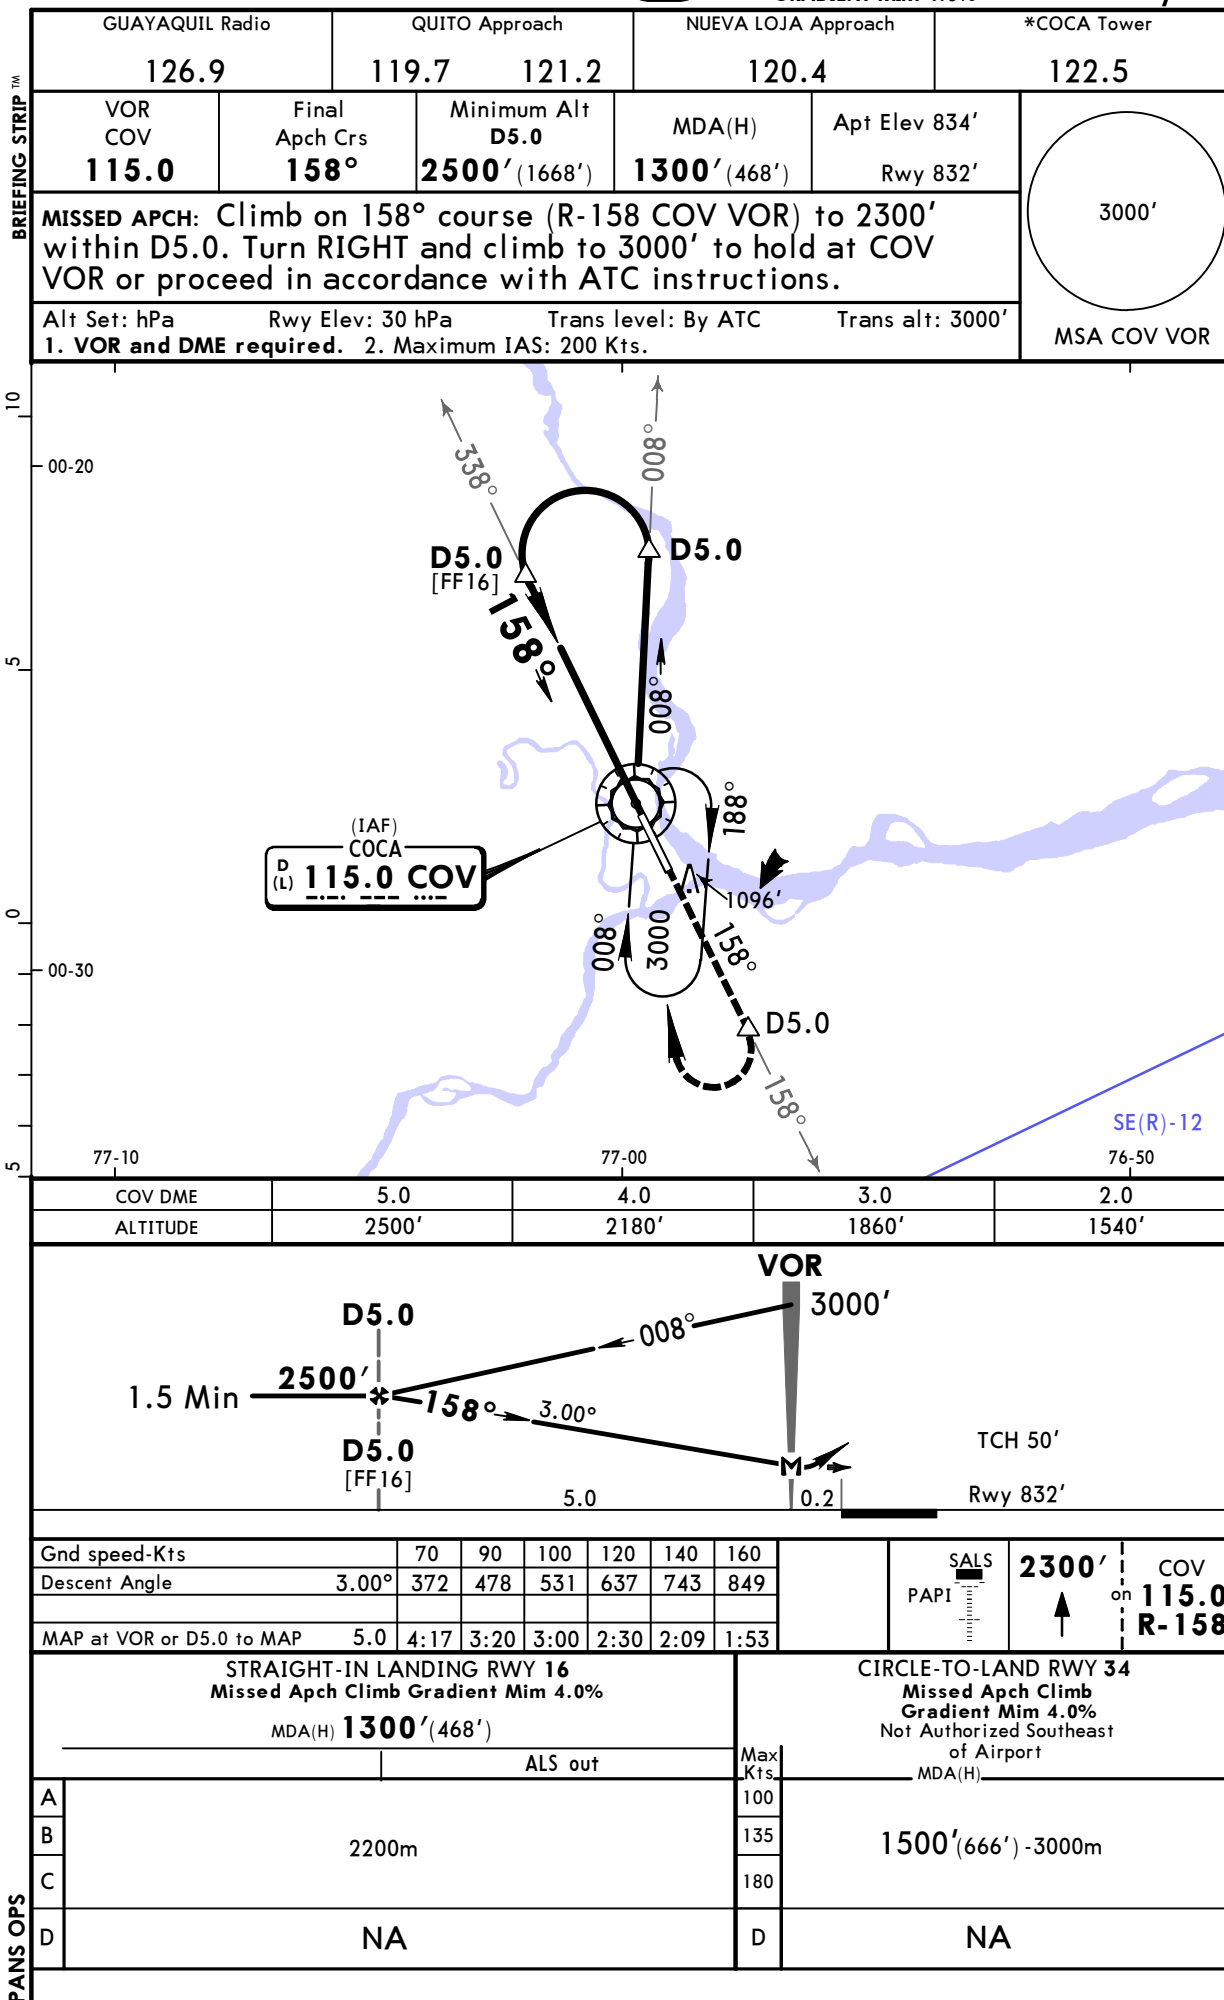 GUAYAQUIL Radio
126.9
QUITO Approach
119.7 121.2
NUEVA LOJA Approach
120.4
*COCA Tower
122.5
BRIEFING STRIP TM
VOR
COV
115.0
Final
Apch Crs
158°
Minimum Alt
D5.0
2500' (1668')
MDA(H)
1300' (468')
Apt Elev 834'
Rwy 832'
3000'
MSA COV VOR
MISSED APCH: Climb on 158° course (R-158 COV VOR) to 2300'
within D5.0. Turn RIGHT and climb to 3000' to hold at COV
VOR or proceed in accordance with ATC instructions.
Alt Set: hPa Rwy Elev: 30 hPa Trans level: By ATC Trans alt: 3000'
1. VOR and DME required. 2. Maximum IAS: 200 Kts.
10
5
0
5
00-20
00-30
338°
008°
D5.0
[FF16]
D5.0
158°
008°
188°
(IAF)
COCA
D
(L) 115.0 COV
1096'
008°
3000
158°
D5.0
158°
SE(R)-12
77-10
77-00
76-50
COV DME 5.0 4.0 3.0 2.0
ALTITUDE 2500' 2180' 1860' 1540'
VOR
3000'
D5.0
008°
2500'
1.5 Min
158°
3.00°
D5.0
[FF16]
M
TCH 50'
5.0
0.2
Rwy 832'
Gnd speed-Kts 70 90 100 120 140 160
Descent Angle 3.00° 372 478 531 637 743 849
MAP at VOR or D5.0 to MAP 5.0 4:17 3:20 3:00 2:30 2:09 1:53
SALS
PAPI
2300'
on
COV
115.0
R-158
STRAIGHT-IN LANDING RWY 16
Missed Apch Climb Gradient Mim 4.0%
MDA(H) 1300' (468')
ALS out
CIRCLE-TO-LAND RWY 34
Missed Apch Climb
Gradient Mim 4.0%
Not Authorized Southeast
of Airport
Max
Kts
MDA(H)
A
B
C
D
2200m
NA
100
135
180
D
1500' (666') - 3000m
NA
PANS OPS